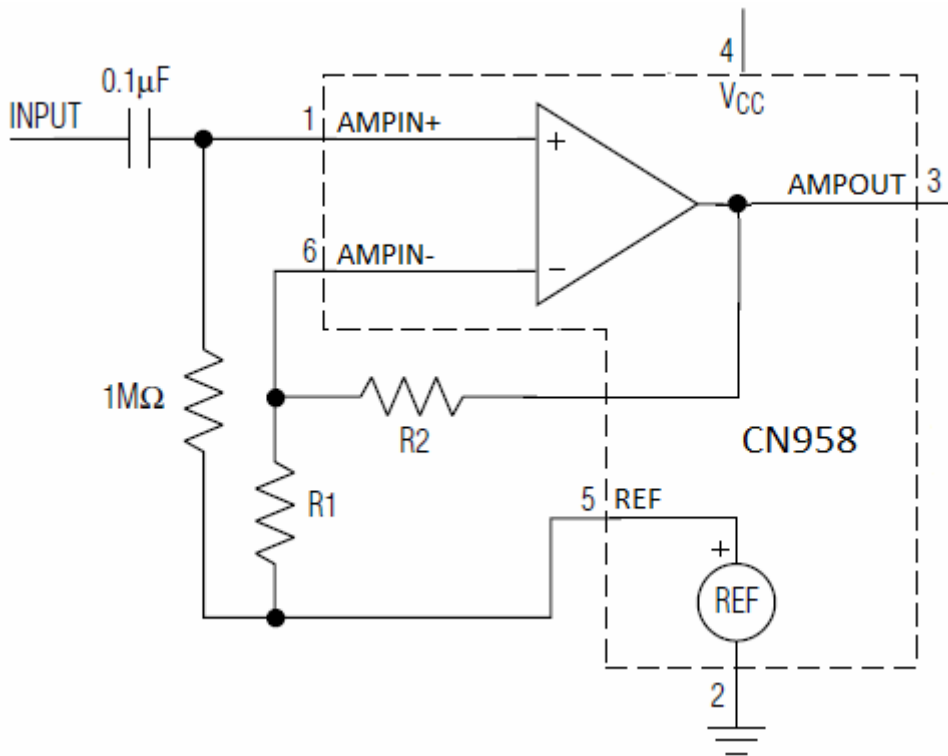 4
0.1μF
VCC
INPUT
1
AMPIN+
+
AMPOUT
3
6
AMPIN-
−
1MΩ
R2
CN958
R1
5
REF
+
REF
2